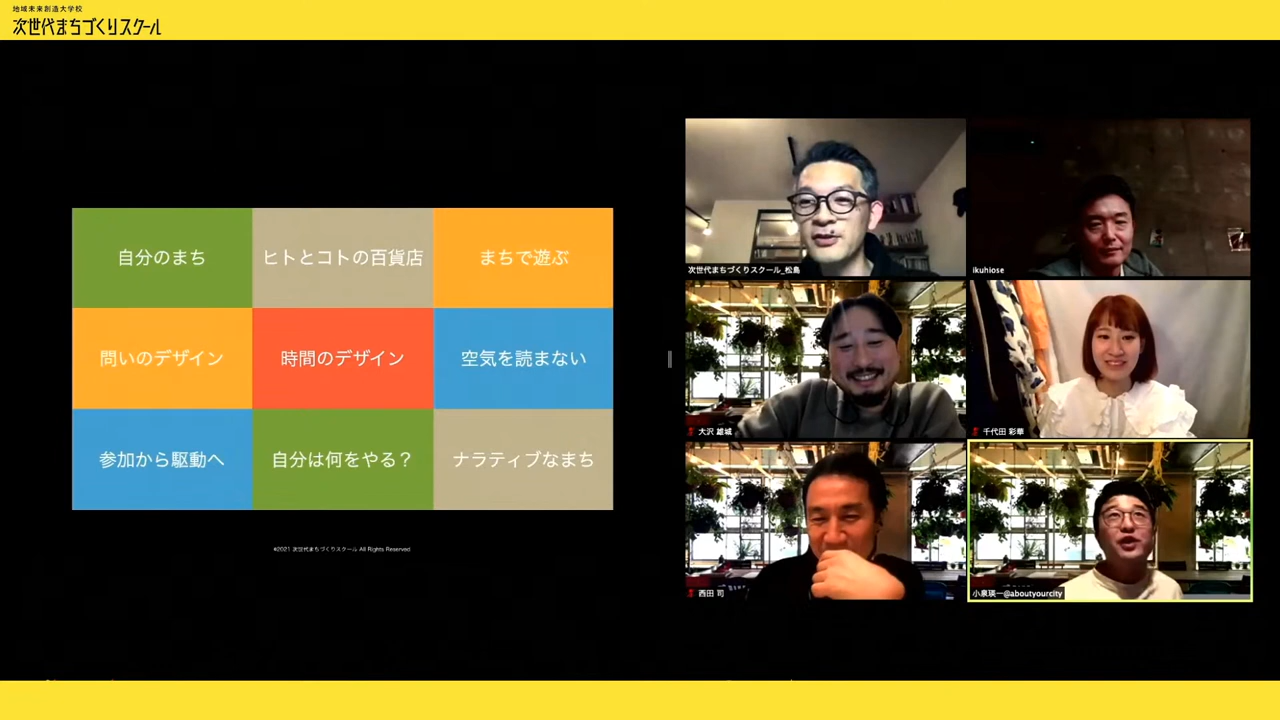 地域未来創造大学校
次世代まちづくりスクール
自分のまち
ヒトとコトの百貨店
まちで遊ぶ
問いのデザイン
時間のデザイン
空気を読まない
参加から駆動へ
自分は何をやる？
ナラティブなまち
©2021 次世代まちづくりスクール All Rights Reserved
次世代まちづくりスクール_松島
ikuhiose
大沢 雄城
千代田 彩華
西田 司
小泉瑛一@aboutyourcity